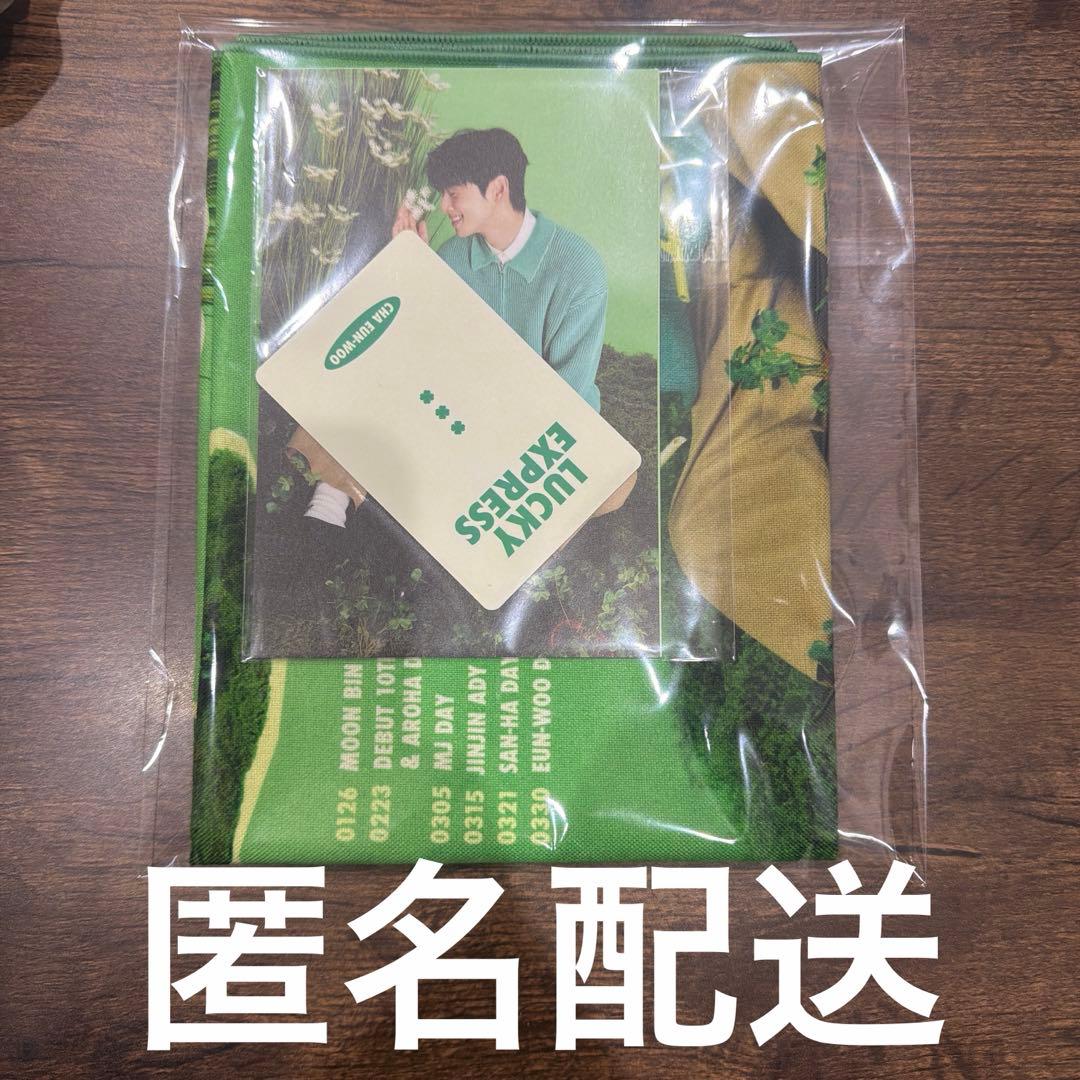 CHA EUN-WOO
LUCKY
EXPRESS
0126 MOON BIN
0223 DEBUT 10T
& AROHA D
0305 MJ DAY
0315 JINJIN ADY
0321 SAN-HA DAY
0330 EUN-WOO D
匿名配送